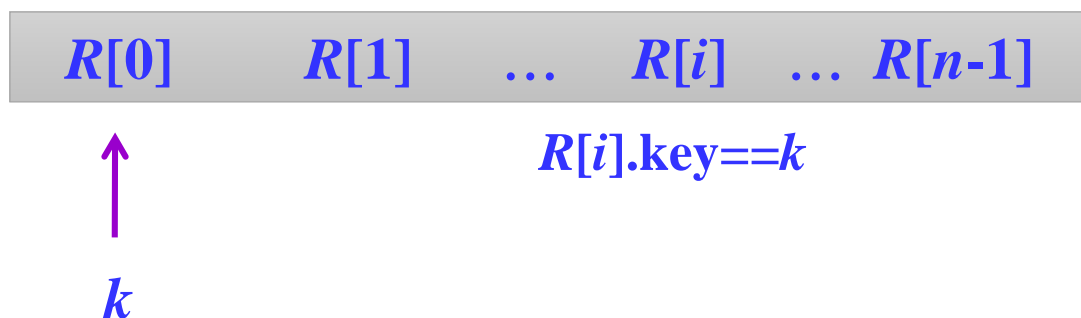 R[0] R[1] … R[i] … R[n-1]
R[i].key==k
k